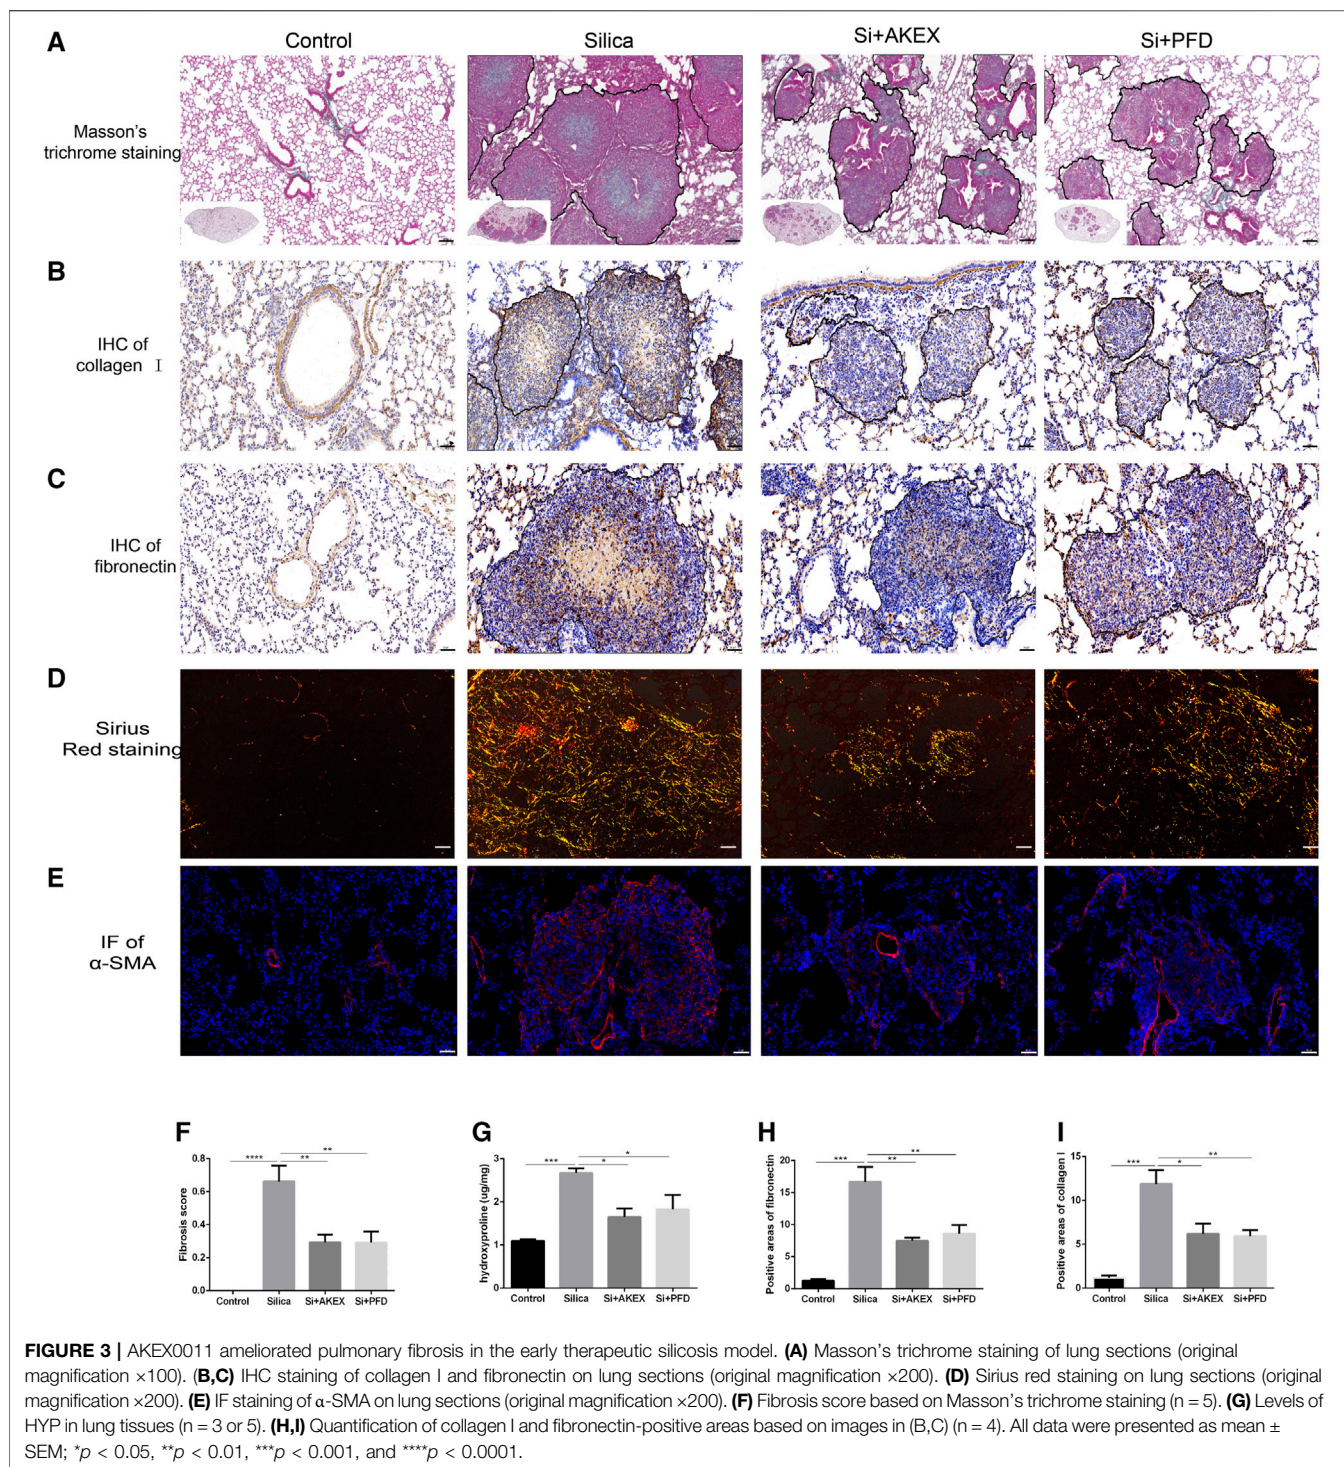 A
Control
Silica
Si+AKEX
Si+PFD
Masson's
trichrome staining
B
IHC of
collagen I
C
IHC of
fibronectin
D
Sirius
Red staining
E
IF of
α-SMA
F
Fibrosis score
0.8
0.6
0.4
0.2
0.0
****
**
**
Control
Silica
Si+AKEX
Si+PFD
G
hydroxyproline (ug/mg)
3
2
1
0
***
*
*
Control
Silica
Si+AKEX
Si+PFD
H
Positive areas of fibronectin
20
15
10
5
0
***
**
**
Control
Silica
Si+AKEX
Si+PFD
I
Positive areas of collagen I
15
10
5
0
***
*
**
Control
Silica
Si+AKEX
Si+PFD
FIGURE 3 | AKEX0011 ameliorated pulmonary fibrosis in the early therapeutic silicosis model. (A) Masson's trichrome staining of lung sections (original
magnification ×100). (B,C) IHC staining of collagen I and fibronectin on lung sections (original magnification ×200). (D) Sirius red staining on lung sections (original
magnification ×200). (E) IF staining of α-SMA on lung sections (original magnification ×200). (F) Fibrosis score based on Masson's trichrome staining (n = 5). (G) Levels of
HYP in lung tissues (n = 3 or 5). (H,I) Quantification of collagen I and fibronectin-positive areas based on images in (B,C) (n = 4). All data were presented as mean ±
SEM; *p < 0.05, **p < 0.01, ***p < 0.001, and ****p < 0.0001.